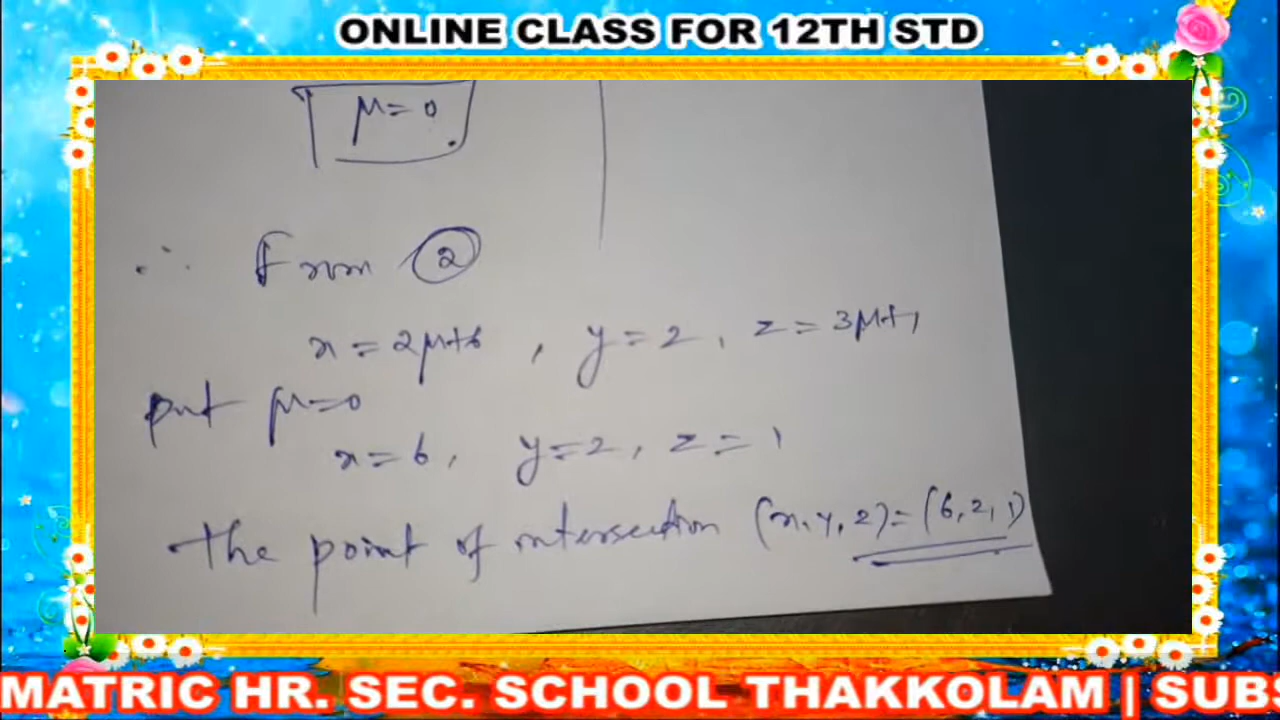 ONLINE CLASS FOR 12TH STD
μ=0
∴ From ②
x=2μ+6, y=2, z=3μ+1
put μ=0
x=6, y=2, z=1
The point of intersection (x,y,z)=(6,2,1)
MATRIC HR. SEC. SCHOOL THAKKOLAM | SUBS